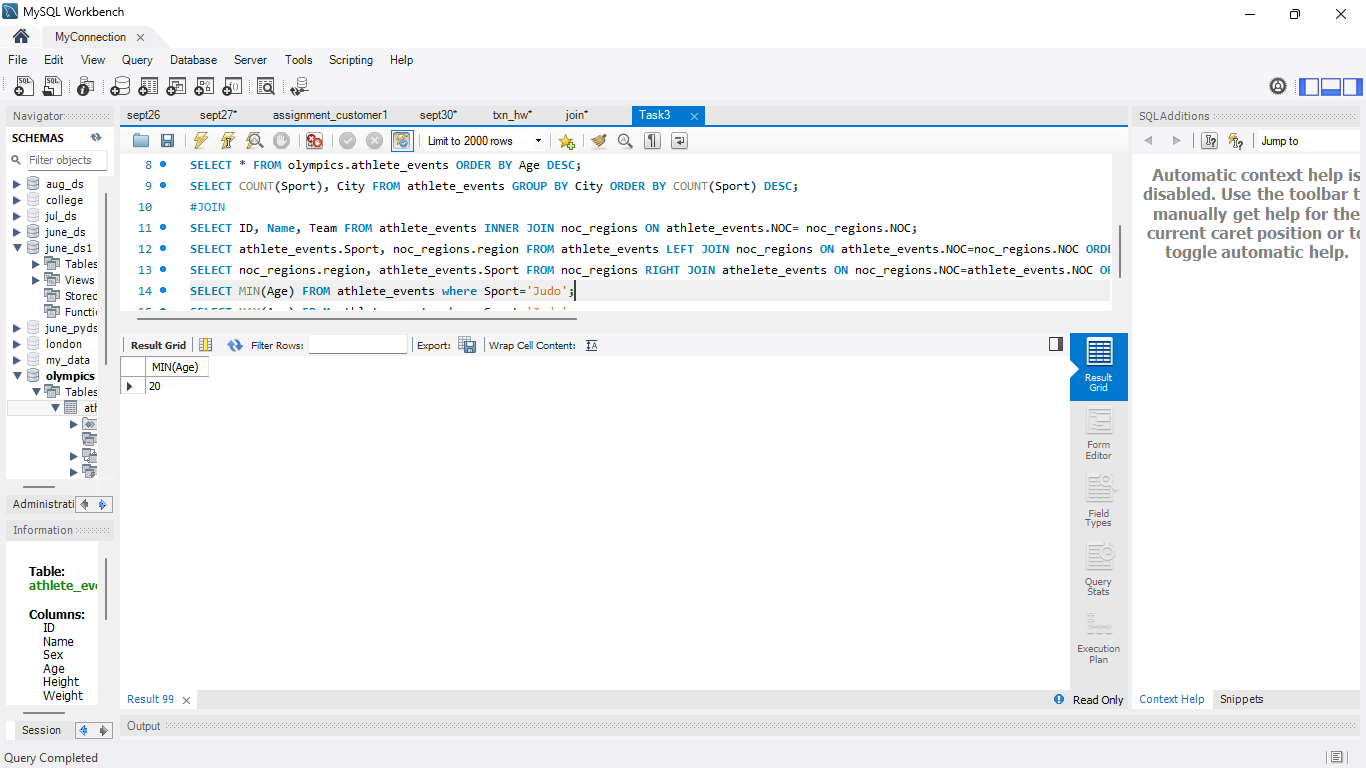 MySQL Workbench
MyConnection
File Edit View Query Database Server Tools Scripting Help
Navigator
SCHEMAS
Filter objects
aug_ds
college
jul_ds
june_ds
june_ds1
Tables
Views
Stored
Functi
june_pyds
london
my_data
olympics
Tables
ath
Administrati
Information
Table:
athlete_eve
Columns:
ID
Name
Sex
Age
Height
Weight
Session
sept26 sept27* assignment_customer1 sept30* txn_hw* join* Task3
Limit to 2000 rows
8 SELECT * FROM olympics.athlete_events ORDER BY Age DESC;
9 SELECT COUNT(Sport), City FROM athlete_events GROUP BY City ORDER BY COUNT(Sport) DESC;
10 #JOIN
11 SELECT ID, Name, Team FROM athlete_events INNER JOIN noc_regions ON athlete_events.NOC= noc_regions.NOC;
12 SELECT athlete_events.Sport, noc_regions.region FROM athlete_events LEFT JOIN noc_regions ON athlete_events.NOC=noc_regions.NOC ORDE
13 SELECT noc_regions.region, athlete_events.Sport FROM noc_regions RIGHT JOIN athelete_events ON noc_regions.NOC=athlete_events.NOC OR
14 SELECT MIN(Age) FROM athlete_events where Sport='Judo';
Result Grid Filter Rows: Export: Wrap Cell Content:
MIN(Age)
20
Result Grid
Form Editor
Field Types
Query Stats
Execution Plan
Result 99
Read Only
Output
SQLAdditions
Jump to
Automatic context help is
disabled. Use the toolbar t
manually get help for the
current caret position or to
toggle automatic help.
Context Help Snippets
Query Completed